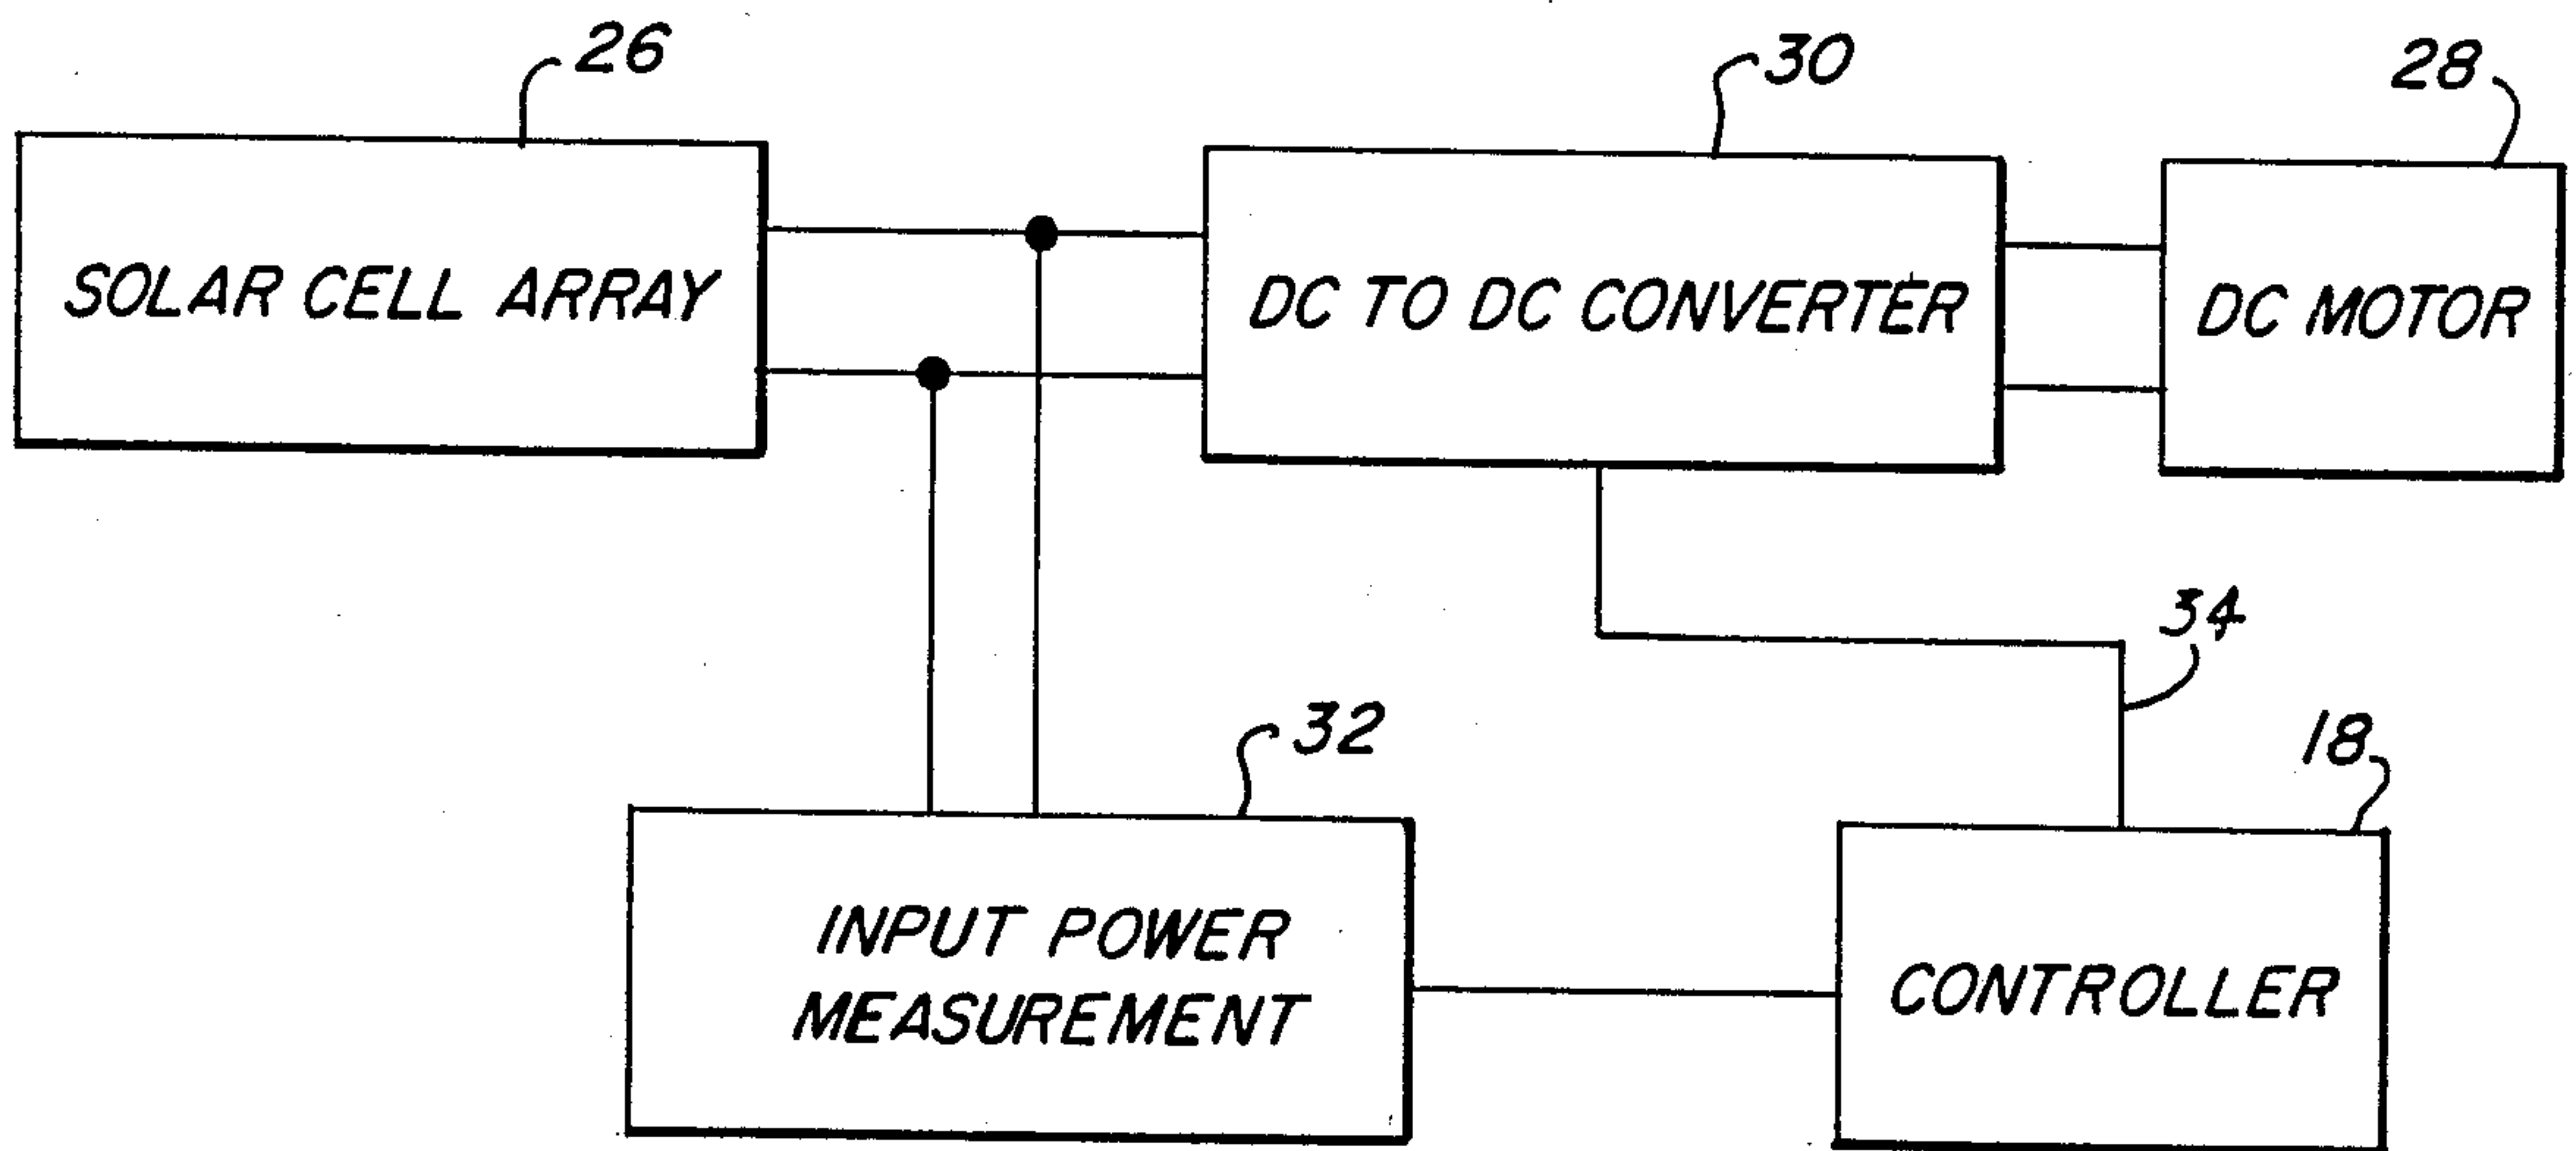 26
30
28
SOLAR CELL ARRAY
DC TO DC CONVERTER
DC MOTOR
34
32
18
INPUT POWER
MEASUREMENT
CONTROLLER